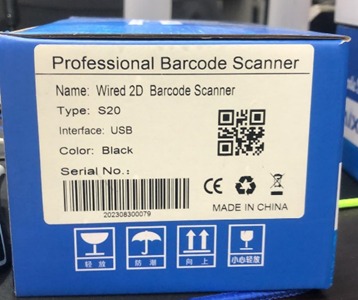 Professional Barcode Scanner
Name: Wired 2D Barcode Scanner
Type: S20
Interface: USB
Color: Black
Serial No.:
202308300079
CE
MADE IN CHINA
轻放
防潮
向上
小心轻放